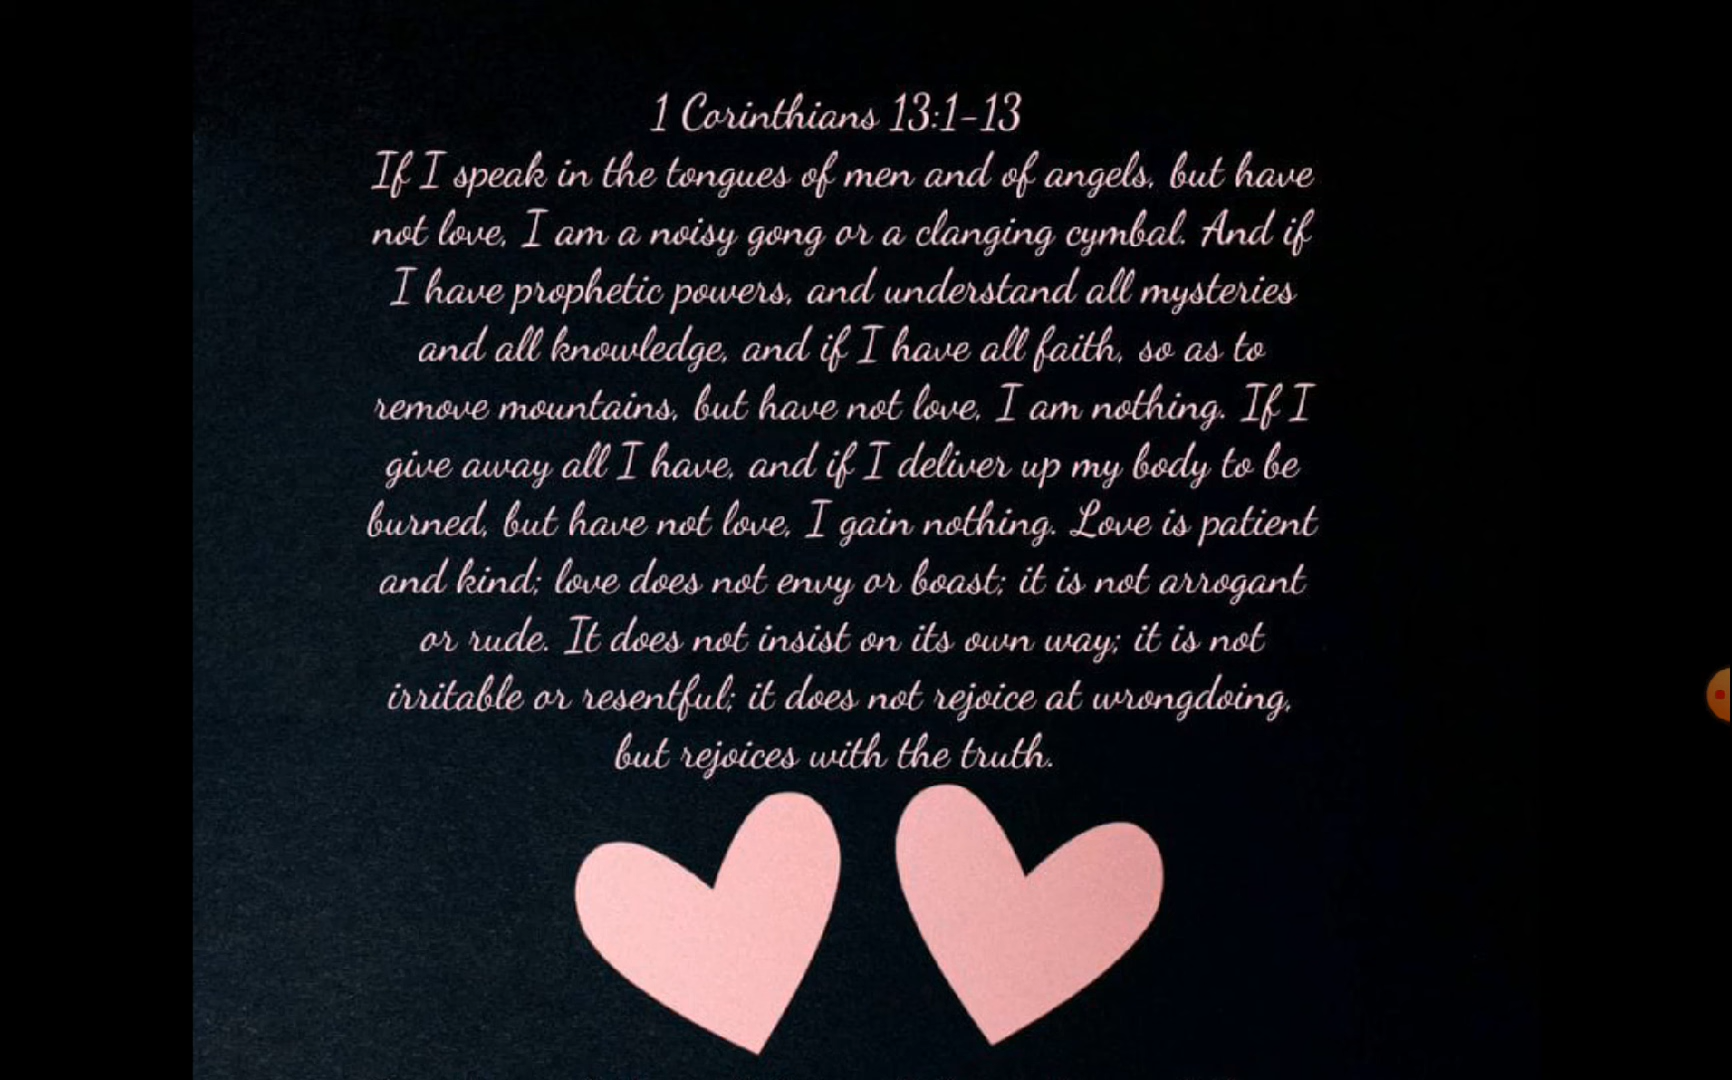 1 Corinthians 13:1-13
If I speak in the tongues of men and of angels, but have
not love, I am a noisy gong or a clanging cymbal. And if
I have prophetic powers, and understand all mysteries
and all knowledge, and if I have all faith, so as to
remove mountains, but have not love, I am nothing. If I
give away all I have, and if I deliver up my body to be
burned, but have not love, I gain nothing. Love is patient
and kind; love does not envy or boast; it is not arrogant
or rude. It does not insist on its own way; it is not
irritable or resentful; it does not rejoice at wrongdoing,
but rejoices with the truth.